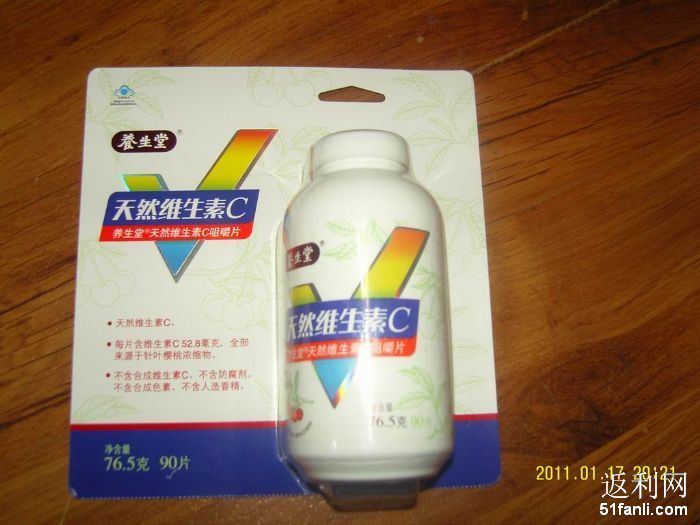 養生堂®
天然维生素C
养生堂®天然维生素C咀嚼片
• 天然维生素C。
• 每片含维生素C 52.8毫克、全部
来源于针叶樱桃浓缩物。
• 不含合成维生素C、不含防腐剂、
不含合成色素、不含人造香精。
净含量
76.5克 90片
養生堂
天然维生素C
养生堂®天然维生素C咀嚼片
净含量
76.5克 90片
2011.01.17 20:21
返利网
51fanli.com